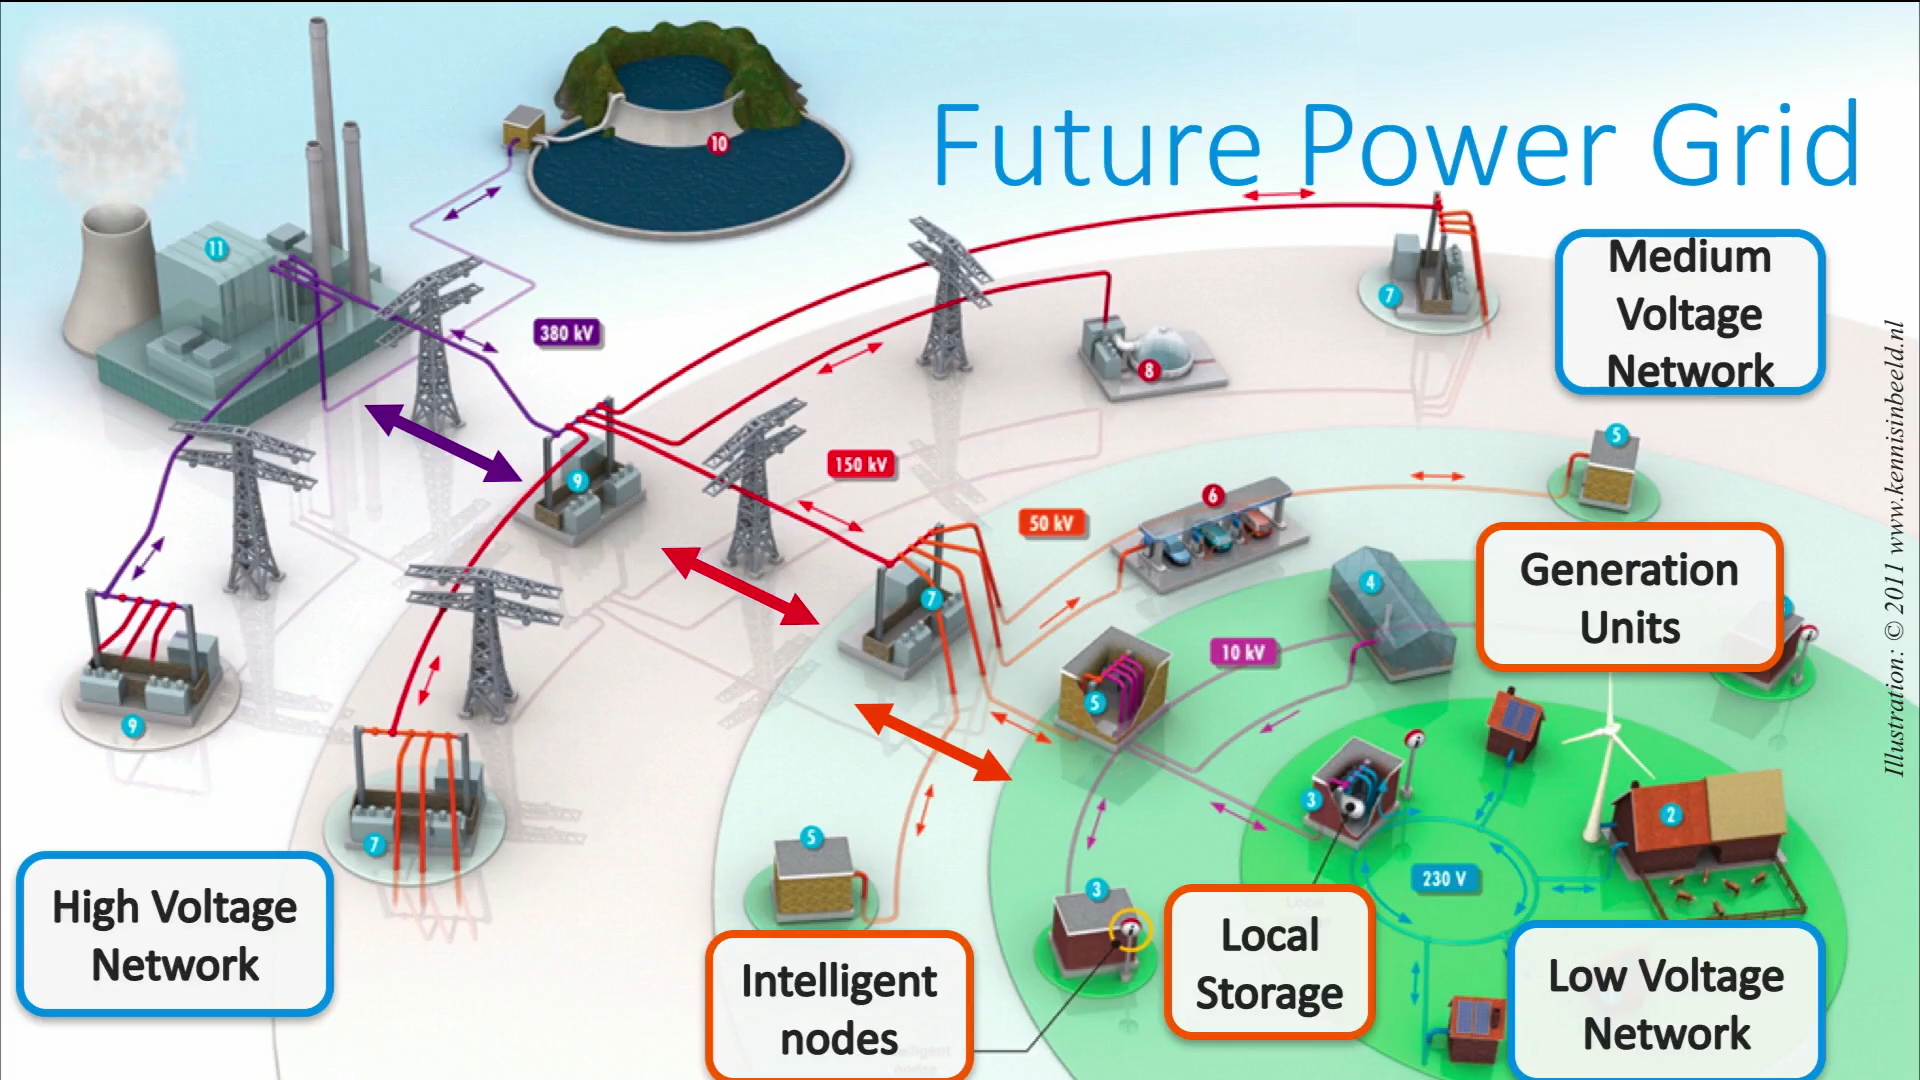 Future Power Grid
10
11
7
Medium
Voltage
Network
380 kV
8
5
9
150 kV
6
50 kV
Generation
Units
4
7
10 kV
5
9
3
2
7
5
230 V
3
High Voltage
Network
Intelligent
nodes
Local
Storage
Low Voltage
Network
Illustration: © 2011 www.kennisinbeeld.nl